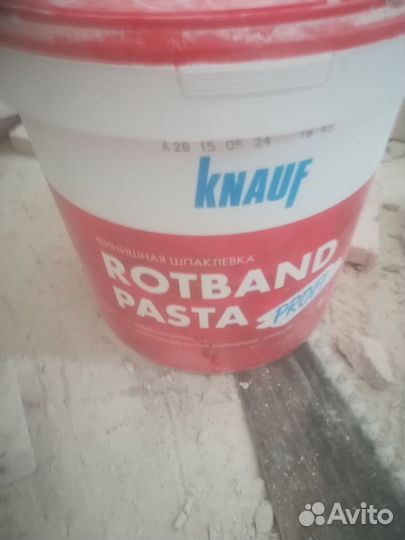 A 26 15 05 24 18 45
KNAUF
ФИНИШНАЯ ШПАКЛЕВКА
ROTBAND
PASTA PROFI
Avito